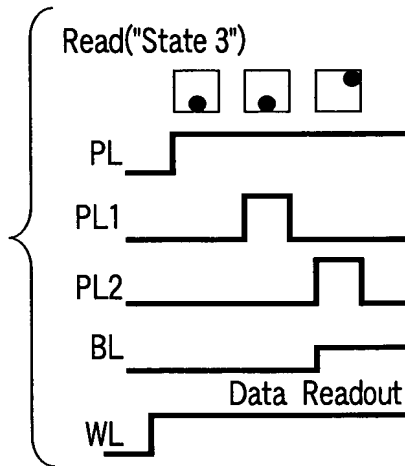 Read("State 3")
PL
PL1
PL2
BL
Data Readout
WL